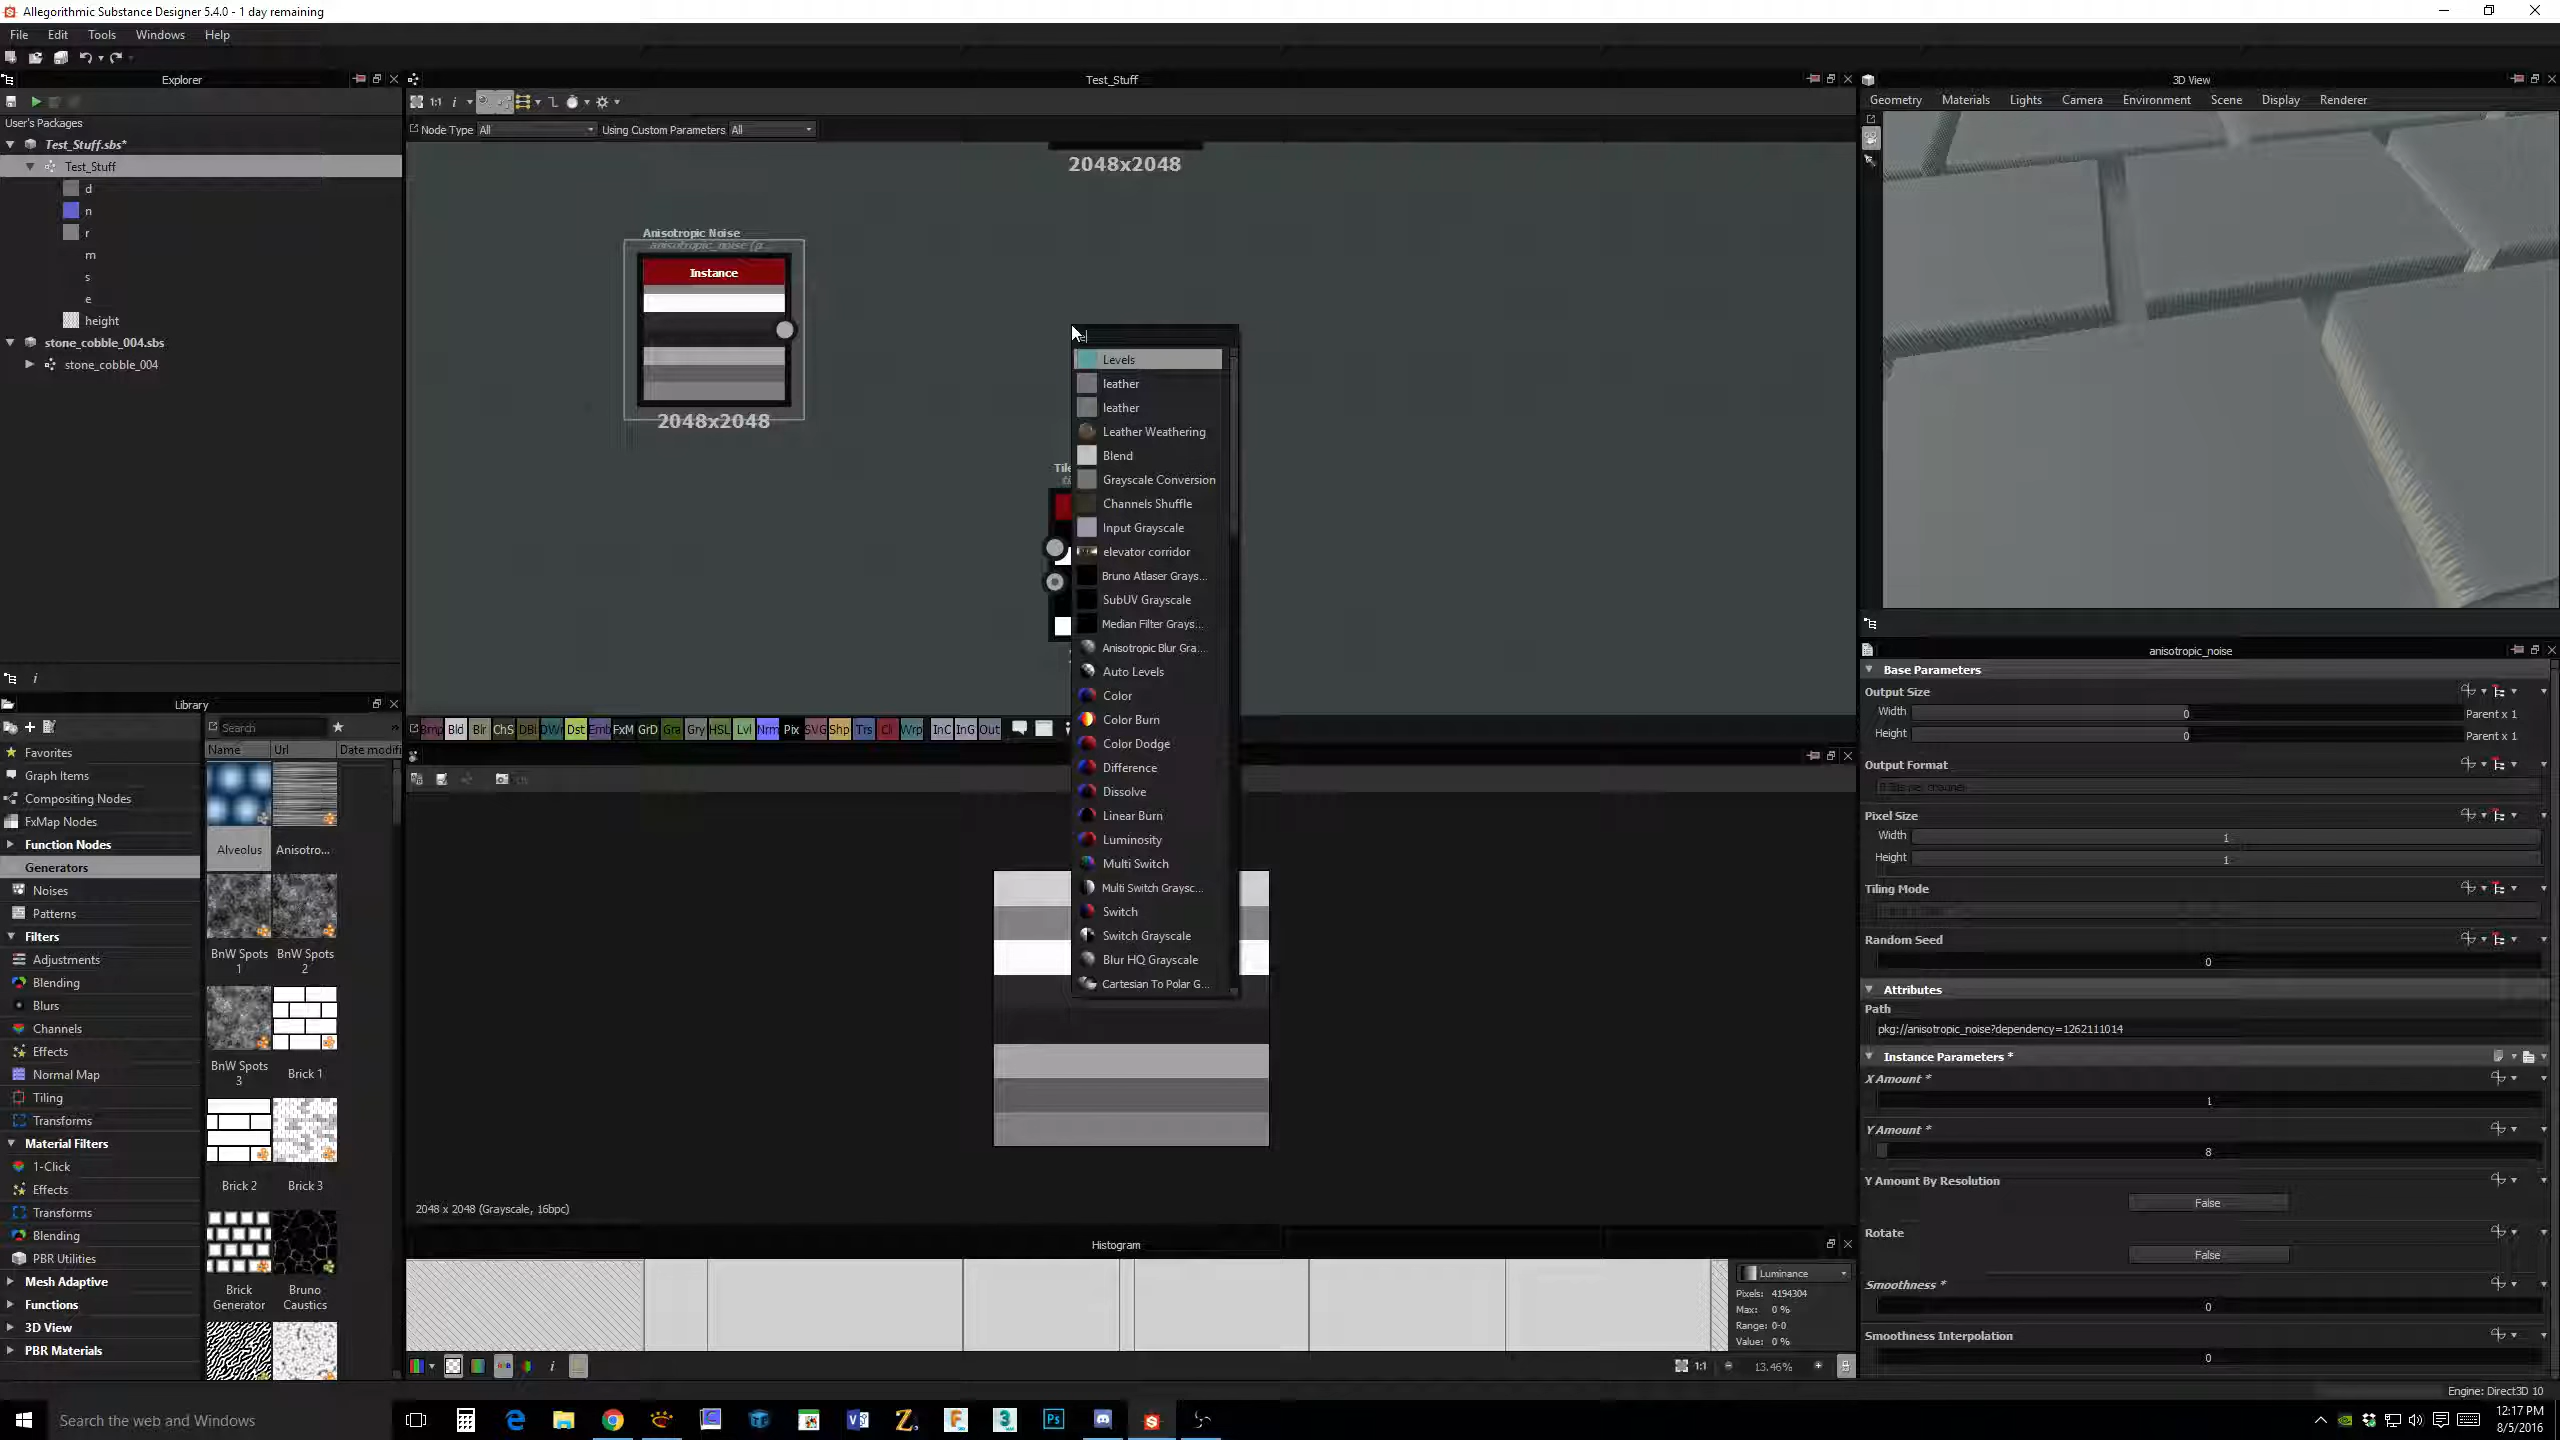 Allegorithmic Substance Designer 5.4.0 - 1 day remaining
File Edit Tools Windows Help
Explorer
User's Packages
Test_Stuff.sbs*
Test_Stuff
d
n
r
m
s
e
height
stone_cobble_004.sbs
stone_cobble_004
Library
Search
Name Url Date modifi
Favorites
Graph Items
Compositing Nodes
FxMap Nodes
Function Nodes
Generators
Noises
Patterns
Filters
Adjustments
Blending
Blurs
Channels
Effects
Normal Map
Tiling
Transforms
Material Filters
1-Click
Effects
Transforms
Blending
PBR Utilities
Mesh Adaptive
Functions
3D View
PBR Materials
Alveolus Anisotro...
BnW Spots 1
BnW Spots 2
BnW Spots 3
Brick 1
Brick 2 Brick 3
Brick Generator
Bruno Caustics
Test_Stuff
1:1
Node Type All Using Custom Parameters All
2048x2048
Anisotropic Noise
Instance
2048x2048
Levels
leather
leather
Leather Weathering
Blend
Grayscale Conversion
Channels Shuffle
Input Grayscale
elevator corridor
Bruno Atlaser Grays...
SubUV Grayscale
Median Filter Grays...
Anisotropic Blur Gra...
Auto Levels
Color
Color Burn
Color Dodge
Difference
Dissolve
Linear Burn
Luminosity
Multi Switch
Multi Switch Graysc...
Switch
Switch Grayscale
Blur HQ Grayscale
Cartesian To Polar G...
Bmp Bld Blr ChS DBl DWr Dst Emb FxM GrD Gra Gry HSL Lvl Nrm Pix SVG Shp Trs Cl Wrp InC InG Out
2048 x 2048 (Grayscale, 16bpc)
Histogram
Luminance
Pixels: 4194304
Max: 0 %
Range: 0-0
Value: 0 %
1:1 13.46%
3D View
Geometry Materials Lights Camera Environment Scene Display Renderer
anisotropic_noise
Base Parameters
Output Size
Width 0 Parent x 1
Height 0 Parent x 1
Output Format
Pixel Size
Width 1
Height 1
Tiling Mode
Random Seed
0
Attributes
Path
pkg://anisotropic_noise?dependency=1262111014
Instance Parameters *
X Amount *
1
Y Amount *
8
Y Amount By Resolution
False
Rotate
False
Smoothness *
0
Smoothness Interpolation
0
Engine: Direct3D 10
Search the web and Windows
12:17 PM
8/5/2016